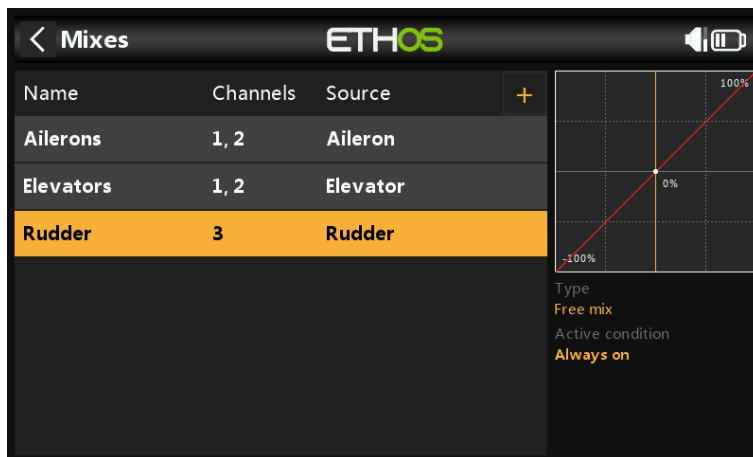 Mixes
ETHOS
Name Channels Source +
Ailerons 1, 2 Aileron
Elevators 1, 2 Elevator
Rudder 3 Rudder
100%
0%
-100%
Type
Free mix
Active condition
Always on